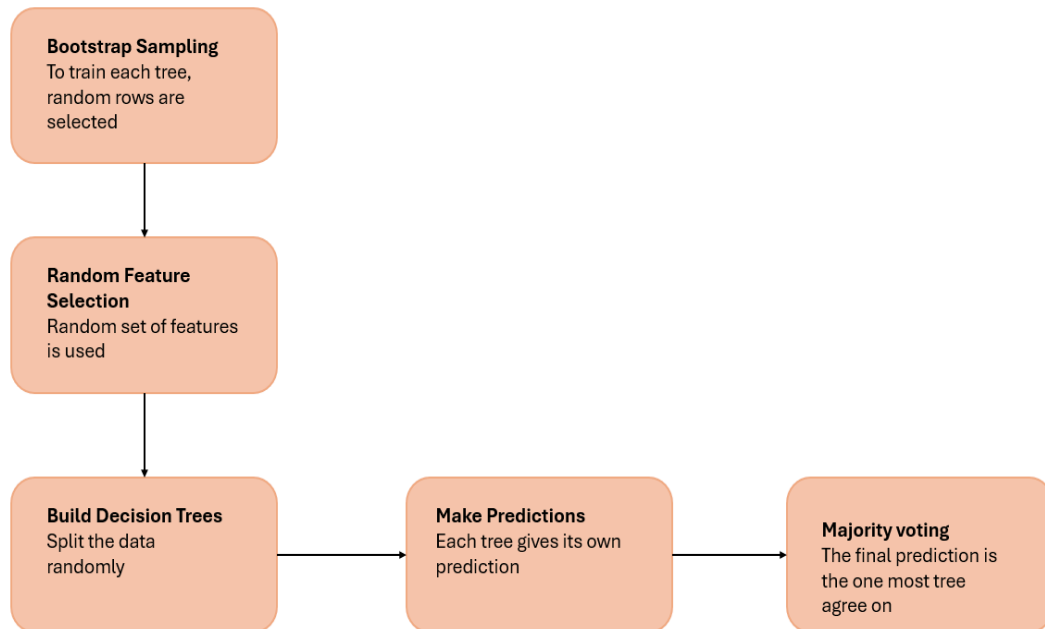 Bootstrap Sampling
To train each tree,
random rows are
selected
Random Feature
Selection
Random set of features
is used
Build Decision Trees
Split the data
randomly
Make Predictions
Each tree gives its own
prediction
Majority voting
The final prediction is
the one most tree
agree on